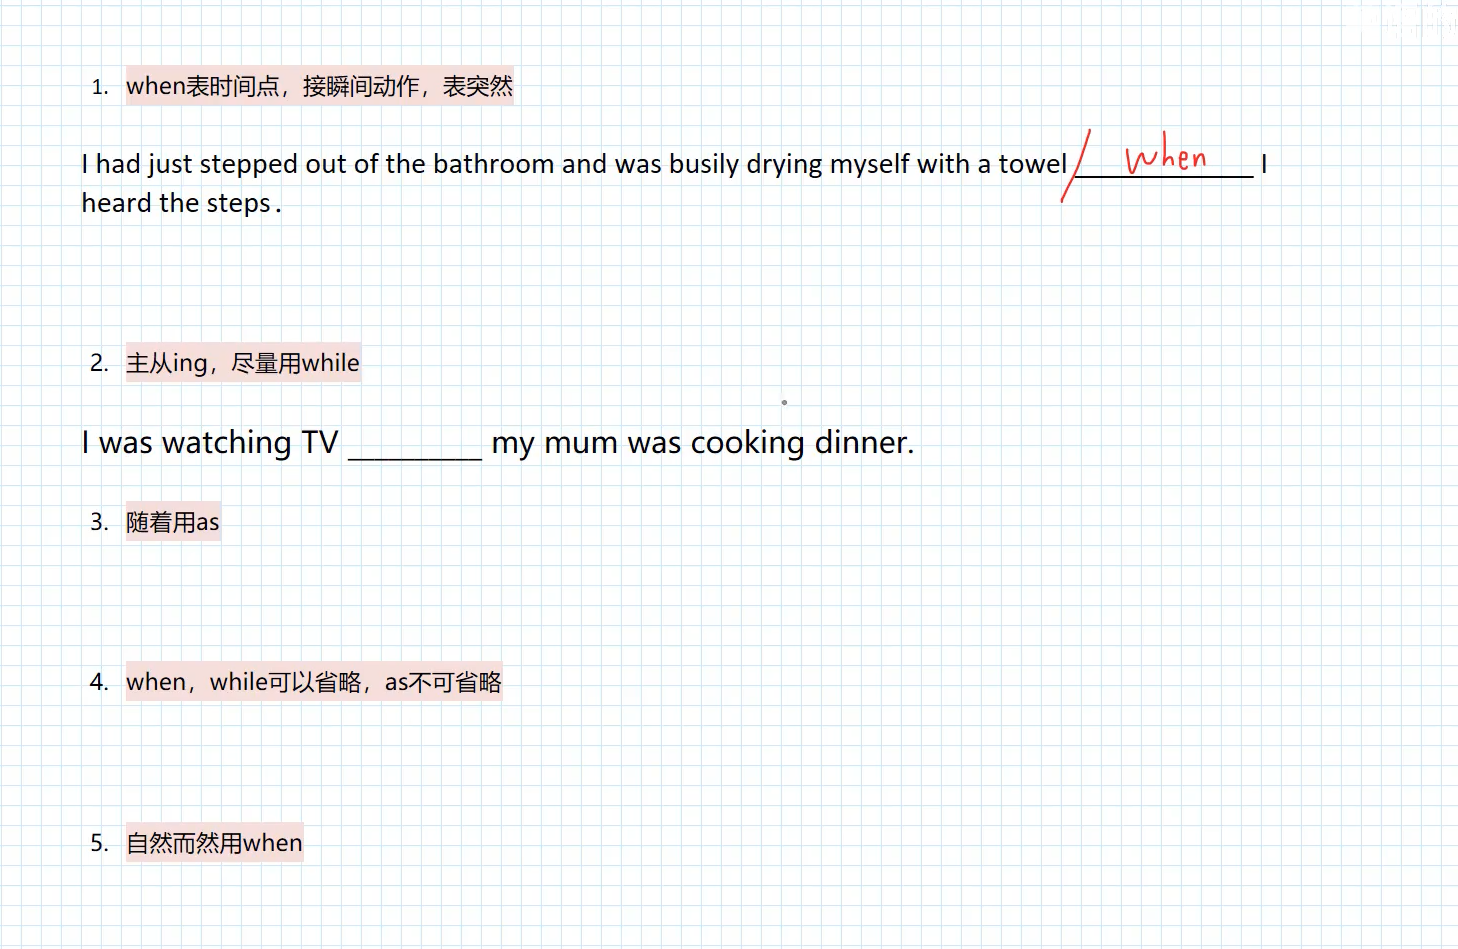 1. when表时间点，接瞬间动作，表突然
I had just stepped out of the bathroom and was busily drying myself with a towel / when I
heard the steps.
2. 主从ing，尽量用while
I was watching TV __________ my mum was cooking dinner.
3. 随着用as
4. when，while可以省略，as不可省略
5. 自然而然用when